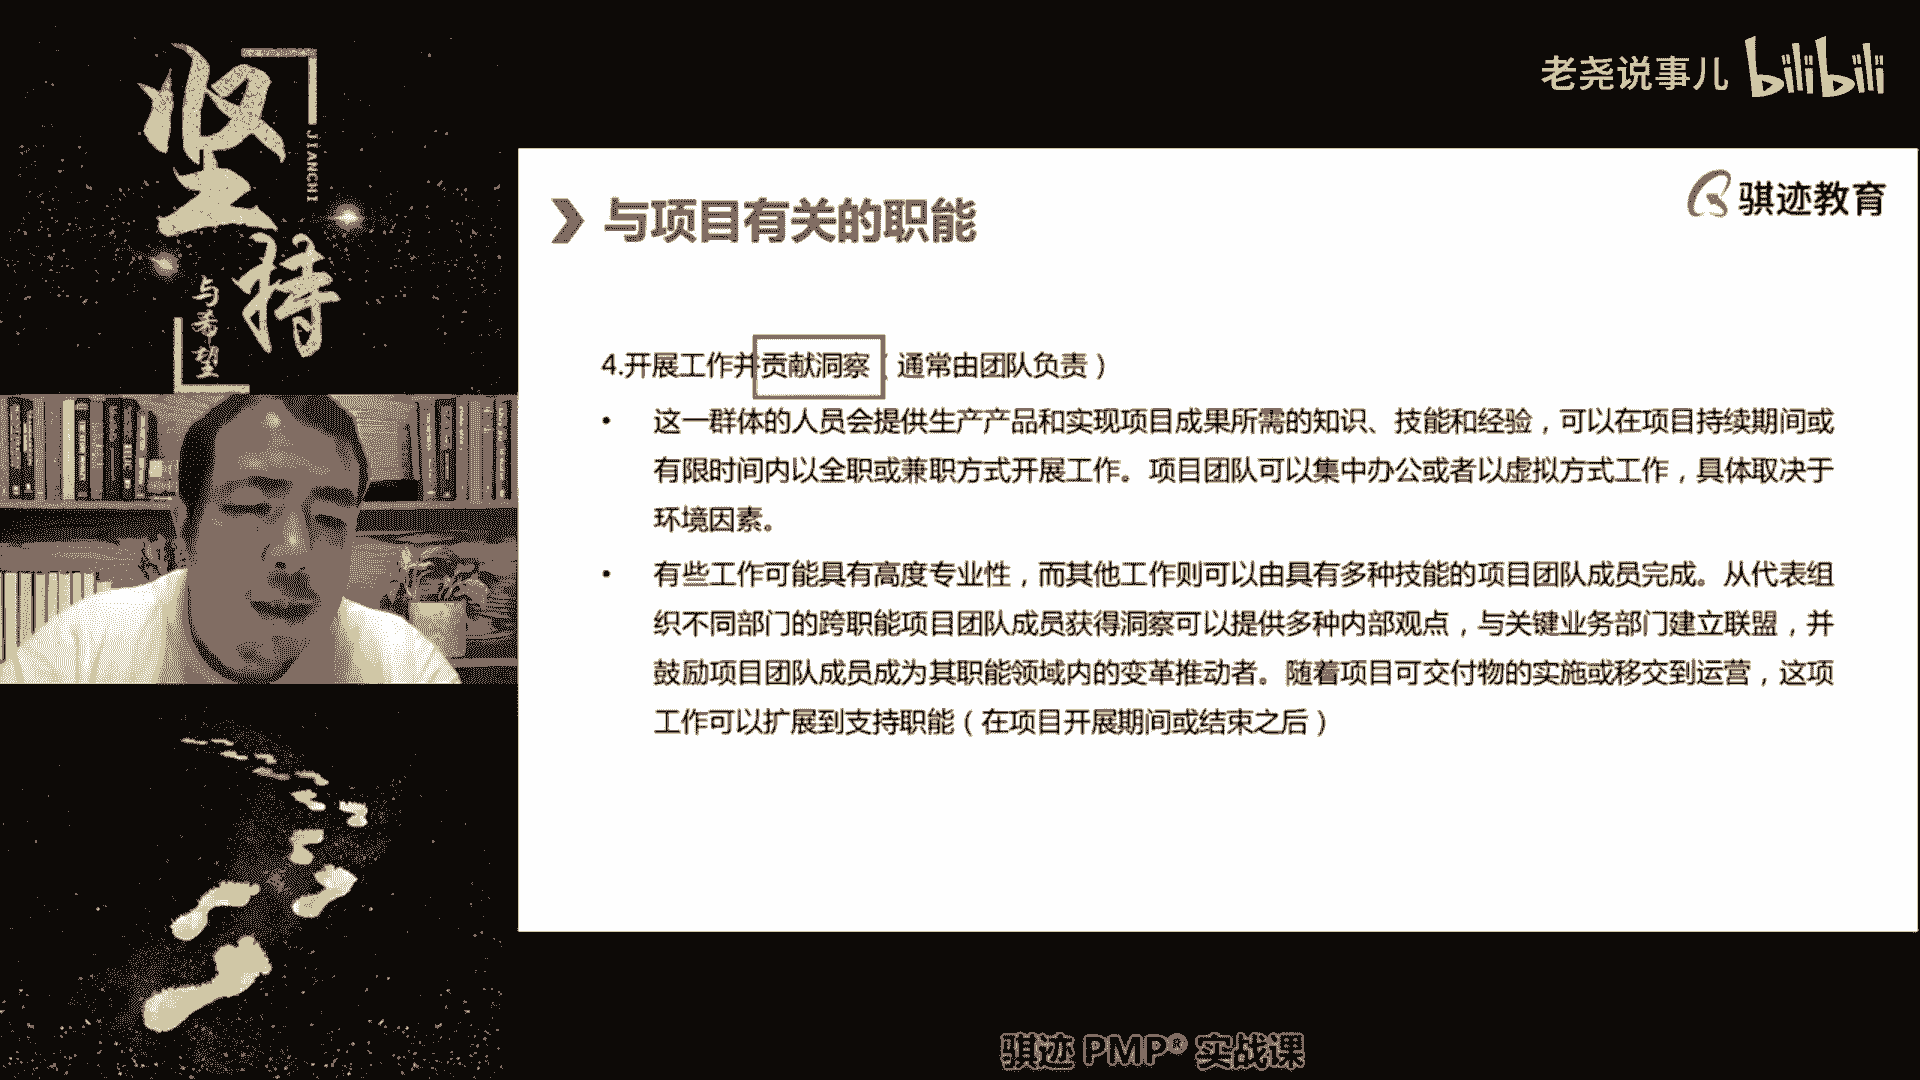 坚持
JIANCHI
与希望
老尧说事儿 bilibili
骐迹教育
与项目有关的职能
4.开展工作并贡献洞察（通常由团队负责）
• 这一群体的人员会提供生产产品和实现项目成果所需的知识、技能和经验，可以在项目持续期间或
有限时间内以全职或兼职方式开展工作。项目团队可以集中办公或者以虚拟方式工作，具体取决于
环境因素。
• 有些工作可能具有高度专业性，而其他工作则可以由具有多种技能的项目团队成员完成。从代表组
织不同部门的跨职能项目团队成员获得洞察可以提供多种内部观点，与关键业务部门建立联盟，并
鼓励项目团队成员成为其职能领域内的变革推动者。随着项目可交付物的实施或移交到运营，这项
工作可以扩展到支持职能（在项目开展期间或结束之后）
骐迹 PMP® 实战课